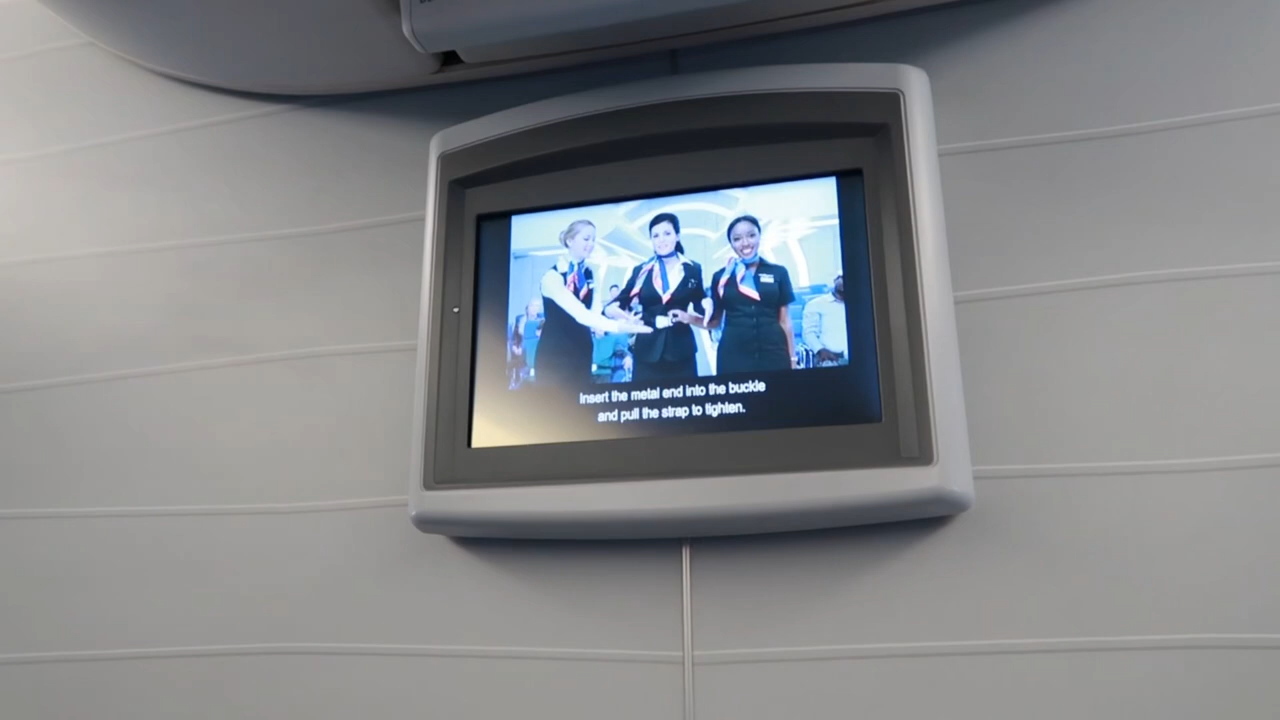 Insert the metal end into the buckle
and pull the strap to tighten.